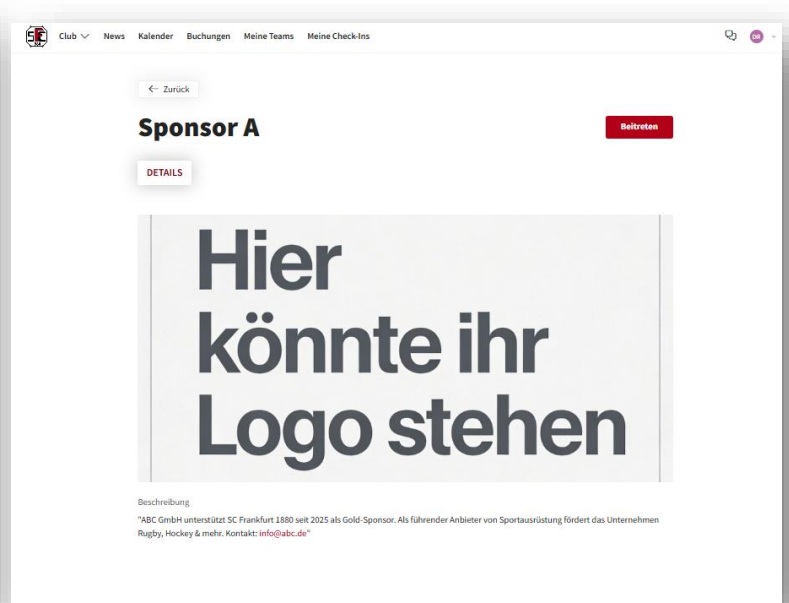 Club News Kalender Buchungen Meine Teams Meine Check-Ins DR
← Zurück
Sponsor A
Beitreten
DETAILS
Hier
könnte ihr
Logo stehen
Beschreibung
"ABC GmbH unterstützt SC Frankfurt 1880 seit 2025 als Gold-Sponsor. Als führender Anbieter von Sportausrüstung fördert das Unternehmen
Rugby, Hockey & mehr. Kontakt: info@abc.de"